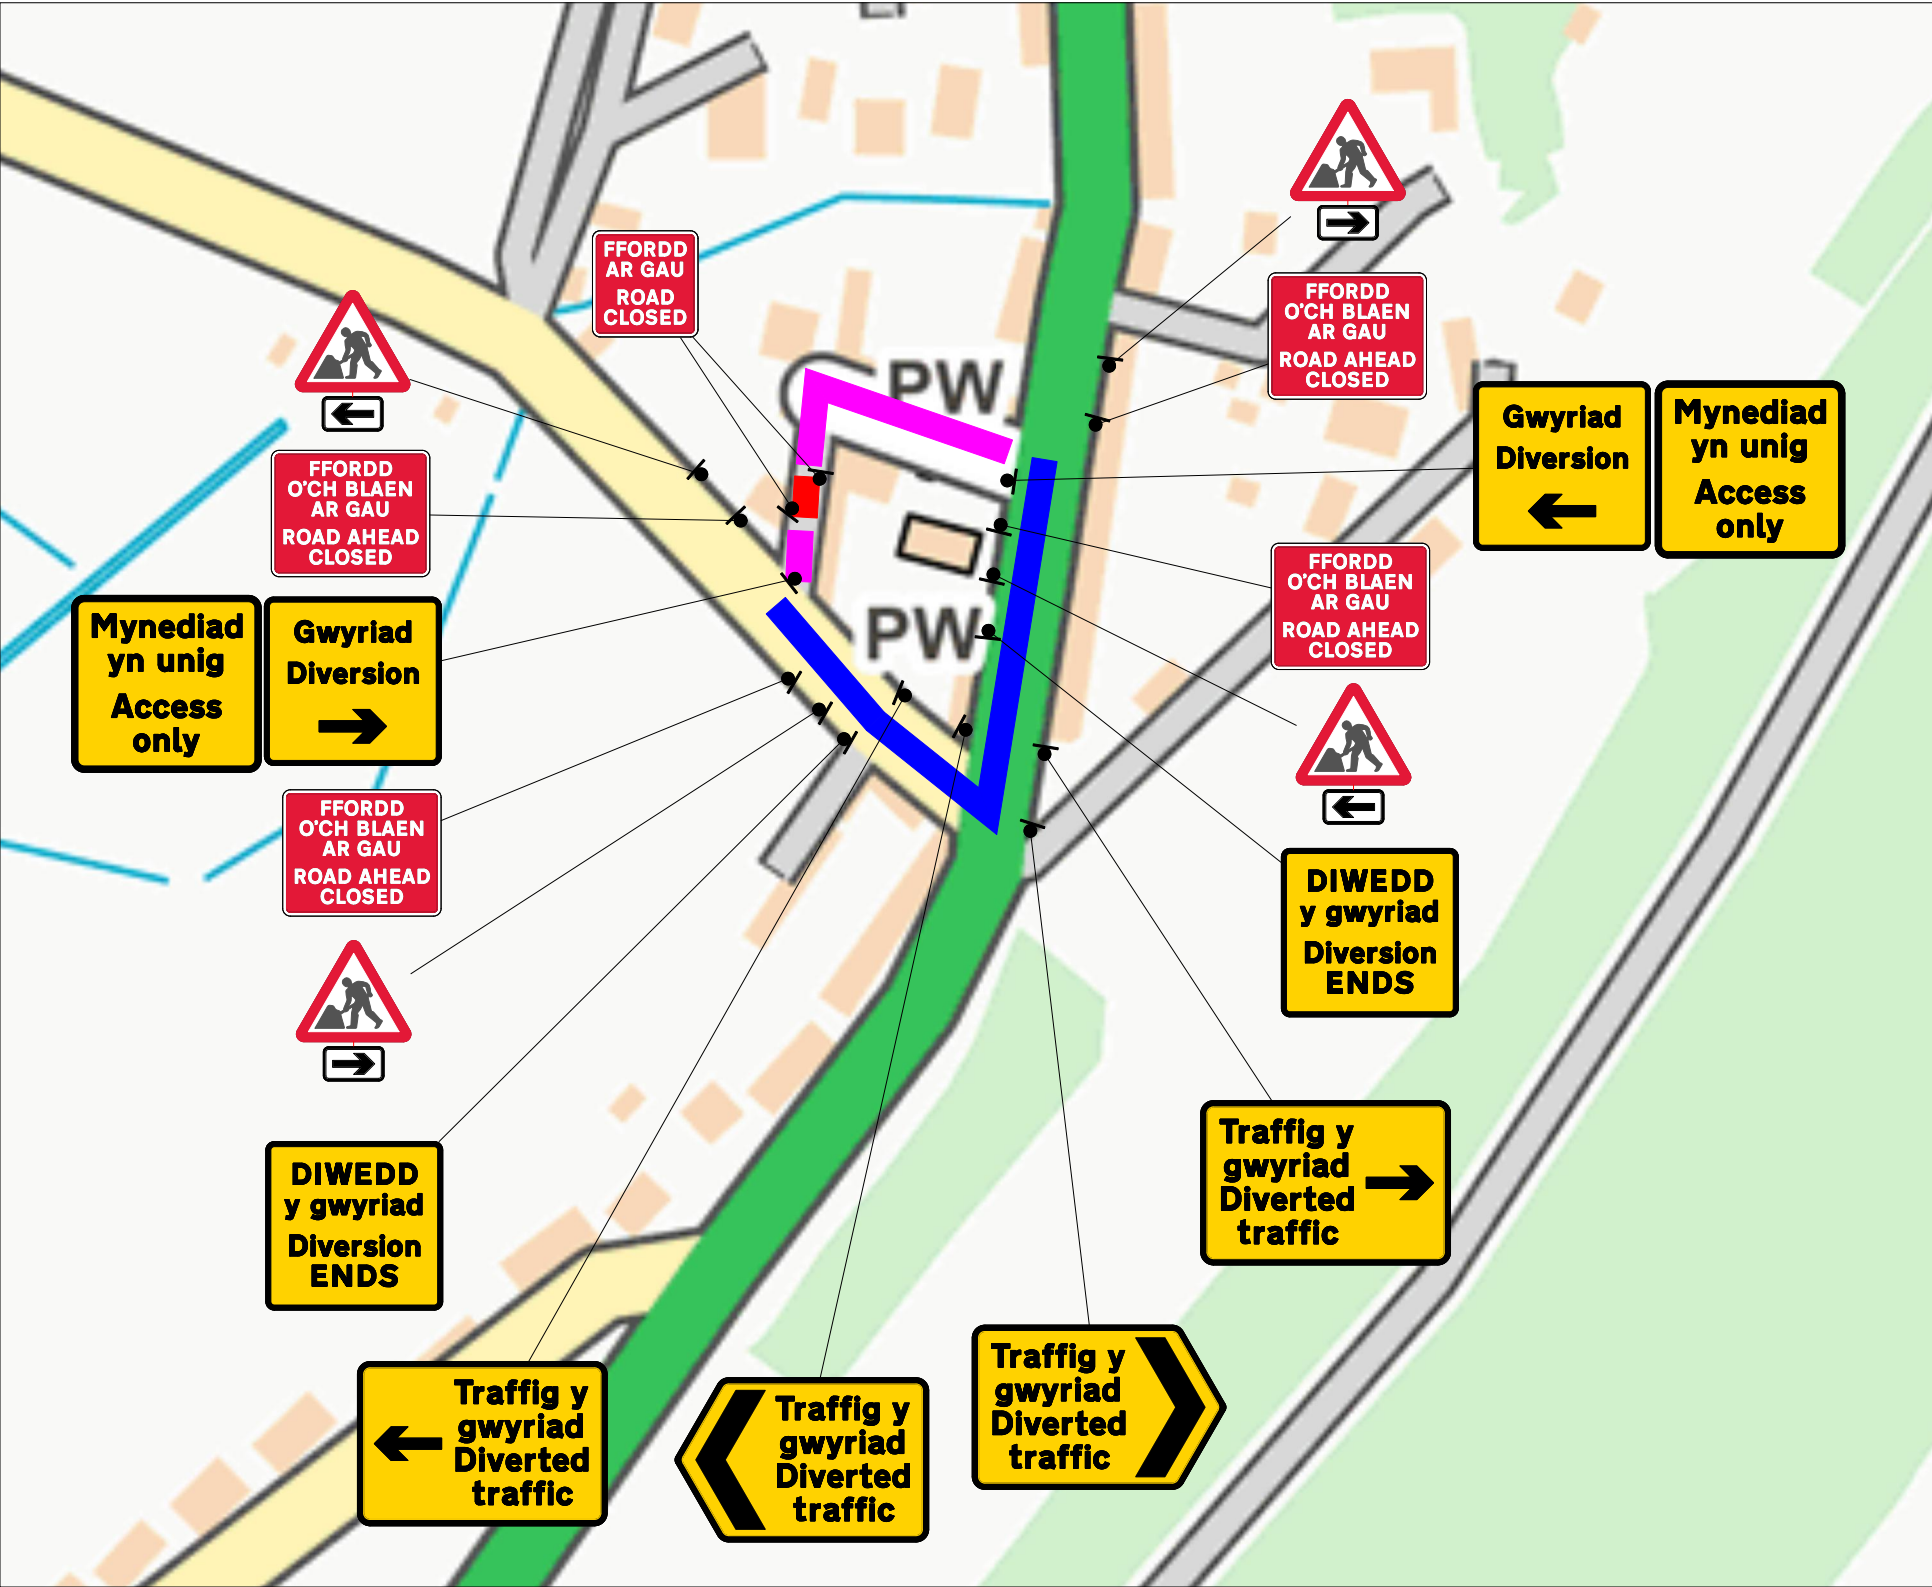 FFORDD
AR GAU
ROAD
CLOSED
FFORDD
O'CH BLAEN
AR GAU
ROAD AHEAD
CLOSED
PW
Gwyriad
Diversion
Mynediad
yn unig
Access
only
FFORDD
O'CH BLAEN
AR GAU
ROAD AHEAD
CLOSED
FFORDD
O'CH BLAEN
AR GAU
ROAD AHEAD
CLOSED
Mynediad
yn unig
Access
only
Gwyriad
Diversion
PW
FFORDD
O'CH BLAEN
AR GAU
ROAD AHEAD
CLOSED
DIWEDD
y gwyriad
Diversion
ENDS
DIWEDD
y gwyriad
Diversion
ENDS
Traffig y
gwyriad
Diverted
traffic
Traffig y
gwyriad
Diverted
traffic
Traffig y
gwyriad
Diverted
traffic
Traffig y
gwyriad
Diverted
traffic